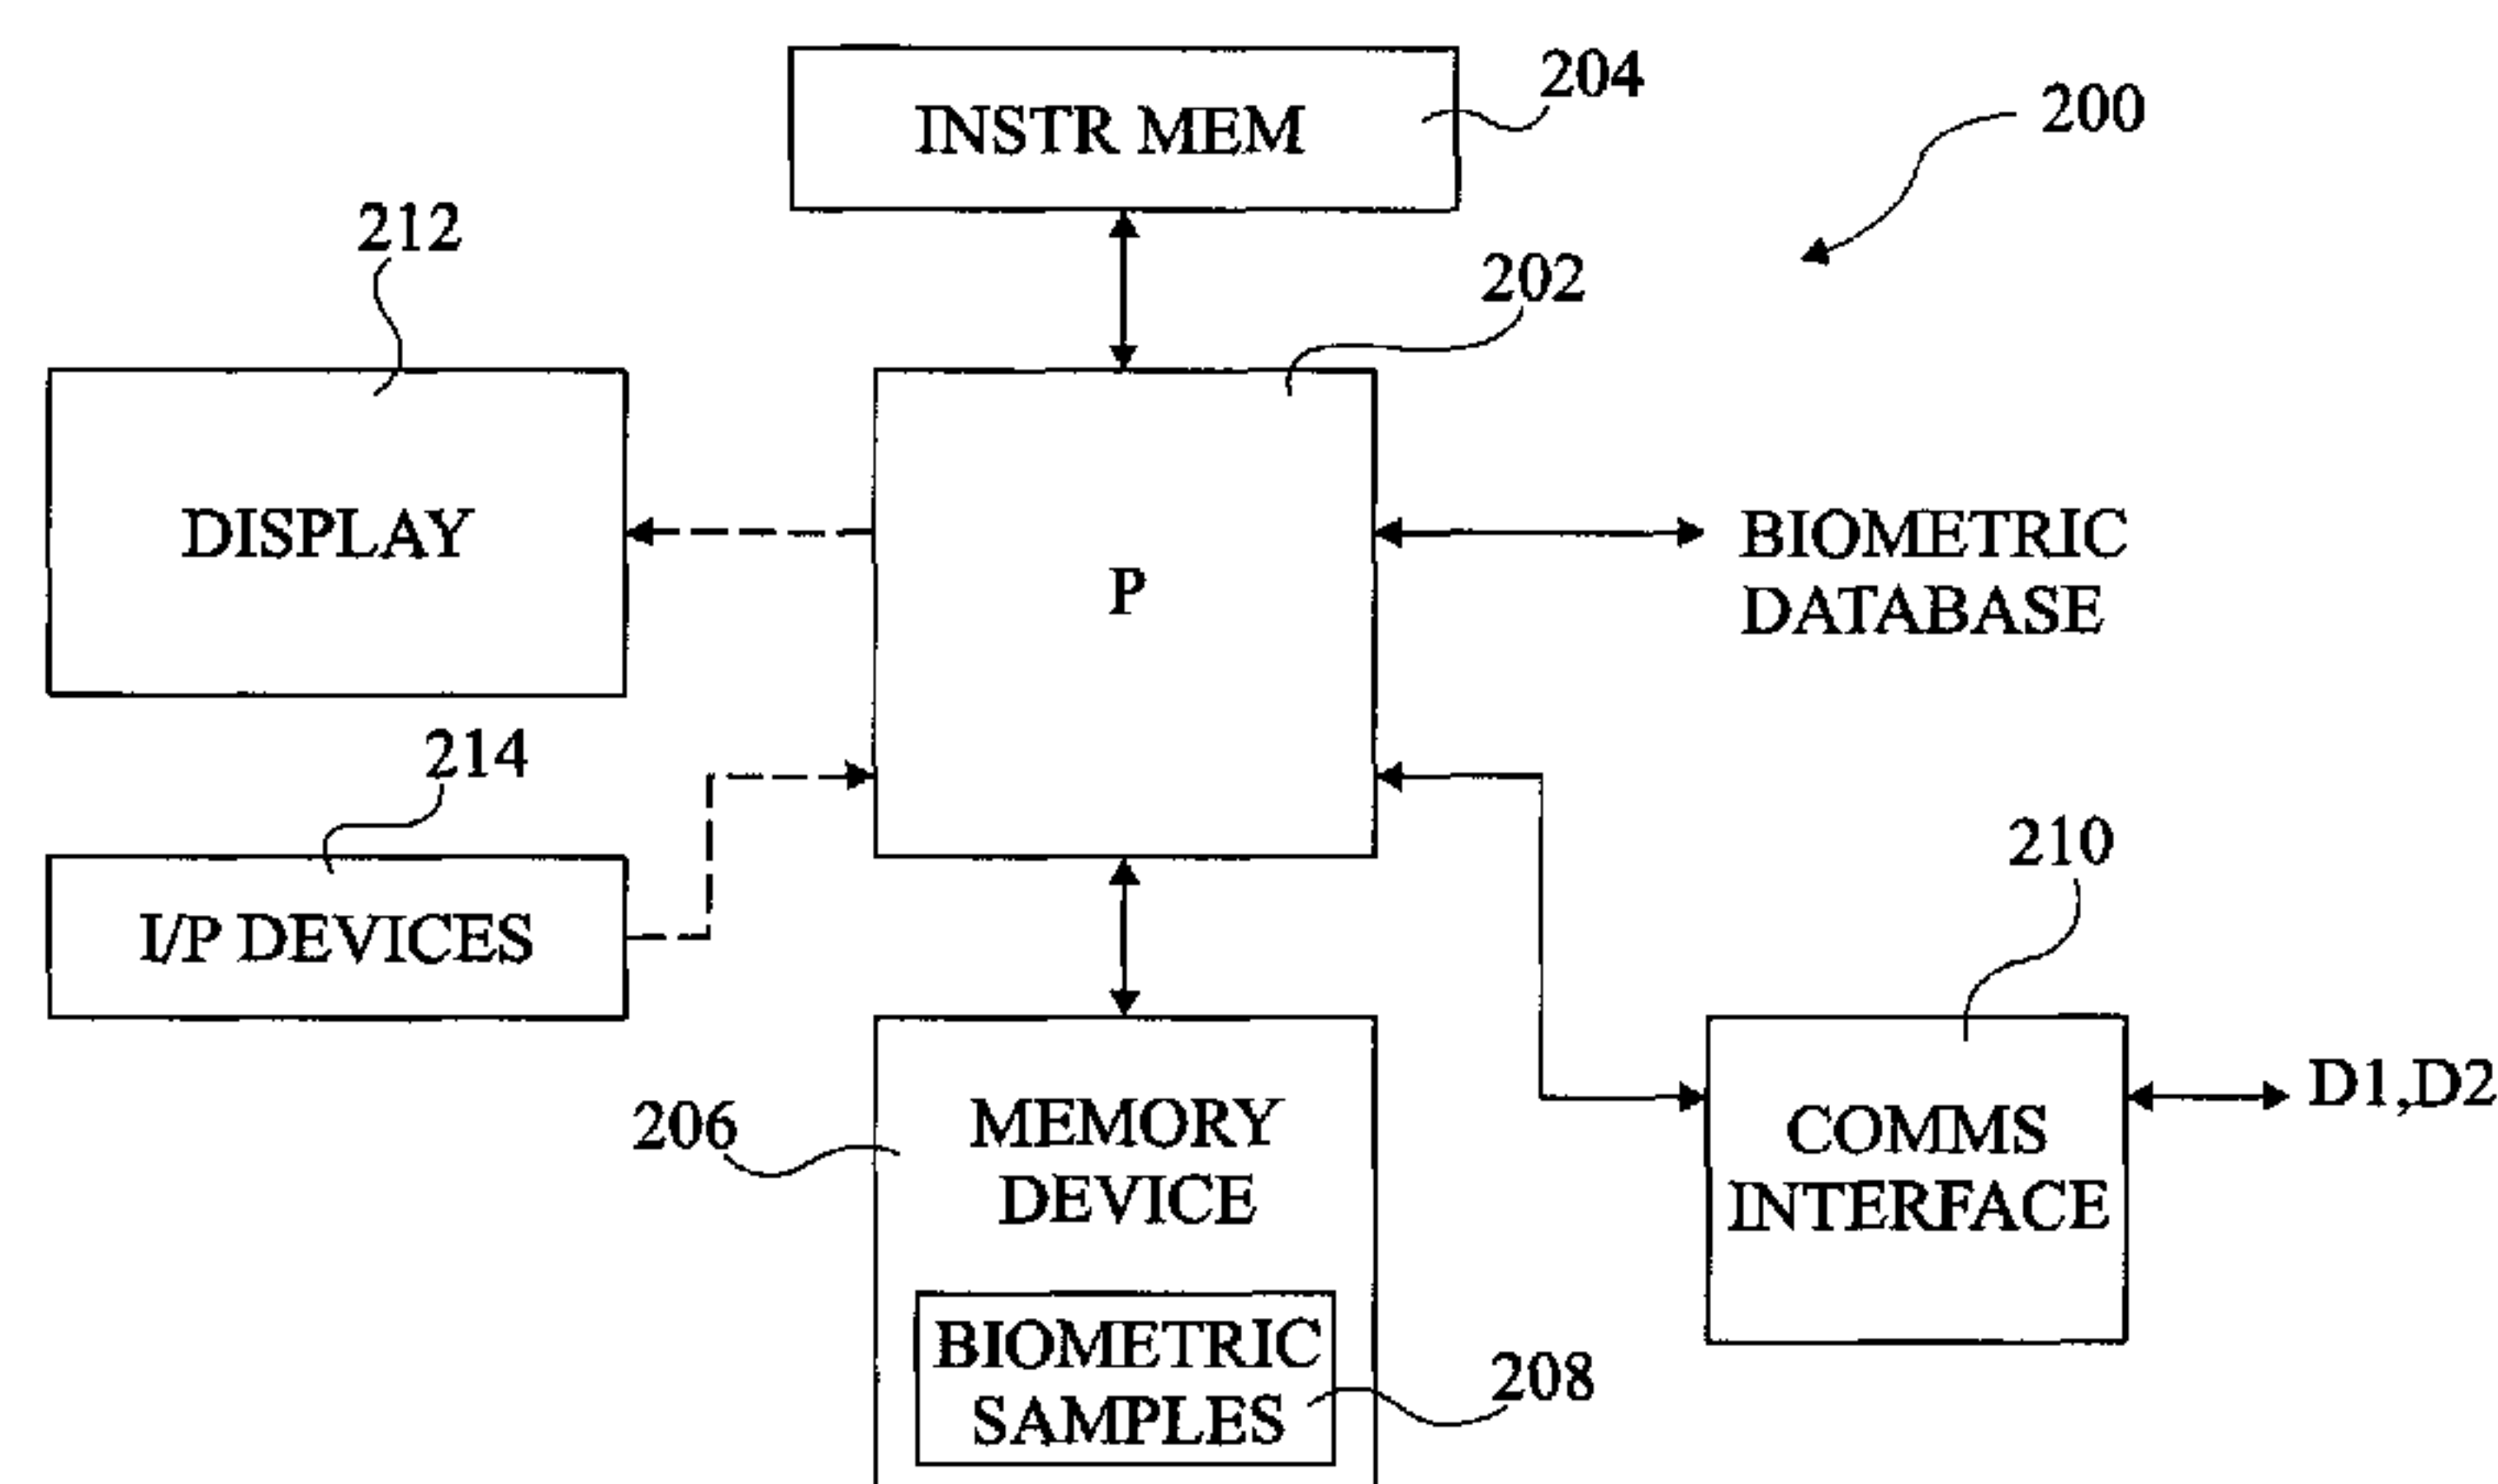 204
INSTR MEM
200
212
202
DISPLAY
P
BIOMETRIC
DATABASE
214
210
I/P DEVICES
206
MEMORY
DEVICE
COMMS
INTERFACE
D1,D2
BIOMETRIC
SAMPLES
208